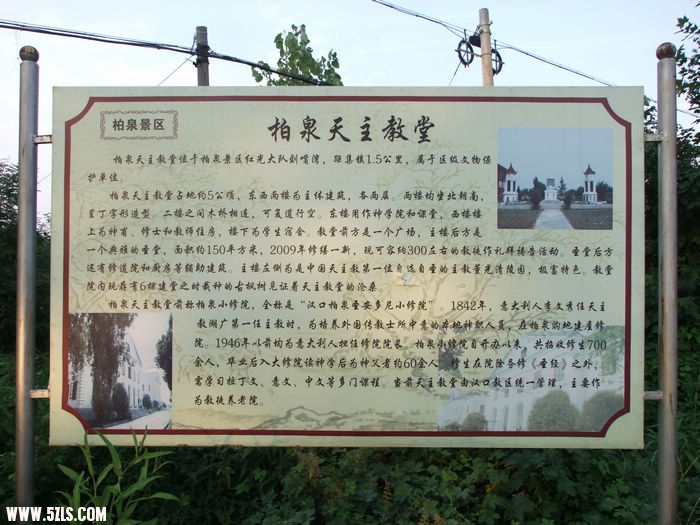 柏泉景区
柏泉天主教堂
柏泉天主教堂位于柏泉景区红光大队刘嘴湾,距集镇1.5公里,属于区级文物保
护单位。
柏泉天主教堂占地约5公顷,东西两楼为主体建筑,各两层。两楼均坐北朝南,
呈丁字形造型,二楼之间木桥相连,可复道行空。东楼用作神学院和课堂,西楼楼
上为神甫、修女和教师住房,楼下为学生宿舍。教堂前方是一个广场,主楼后方是
一个典雅的圣堂,面积约150平方米,2009年修缮一新,现可容约300左右的教徒作礼拜祷告活动。圣堂后方
还有修道院和厨房等辅助建筑。主楼左侧为是中国天主教第一位自选自圣的主教董光清陵园,极富特色。教堂
院内现存有6棵建堂之时栽种的古枫树见证着天主教堂的沧桑
柏泉天主教堂前称柏泉小修院,全称是“汉口柏泉圣安多尼小修院” 1842年,意大利人李文秀任天主
教湖广第一任主教时,为培养外国传教士所中意的本地神职人员,在柏泉购地建居修
院。1946年以前均为意大利人担任修院院长。柏泉小修院自开办以来,共招收修生700
余人,毕业后入大修院读神学后为神父者约60余人 修生在院除务修《圣经》之外,
需学习拉丁文、意文、中文等多门课程。当前天主教堂由汉口教区统一管理,主要作
为教徒养老院。
WWW.5ZLS.COM